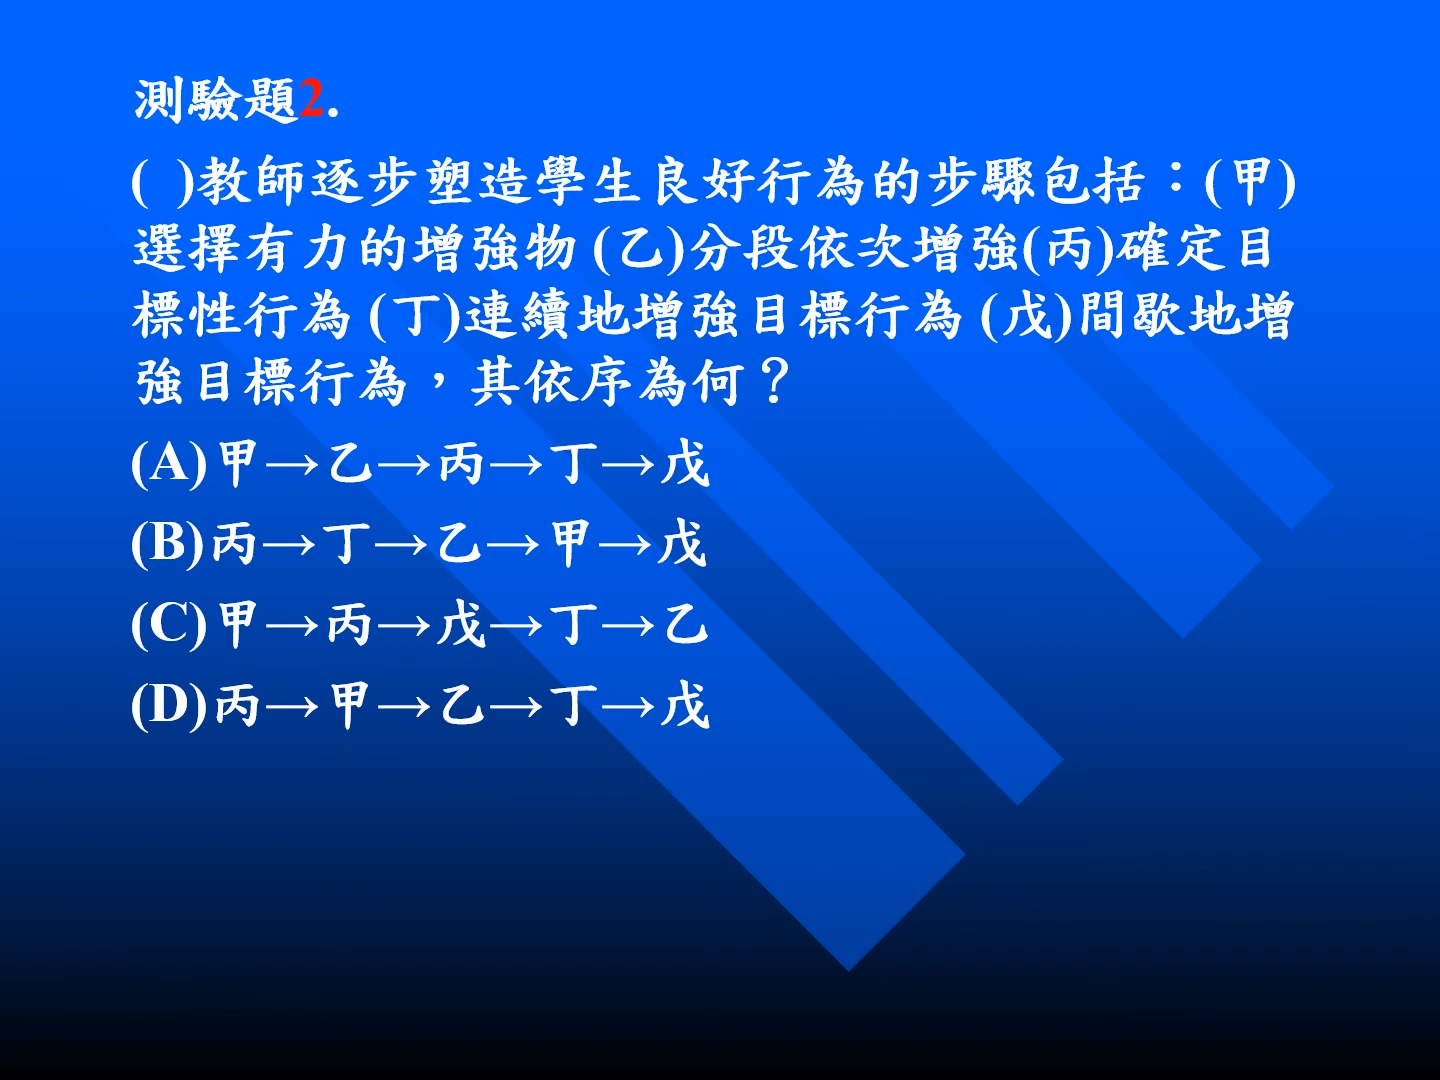 測驗題2.
( )教師逐步塑造學生良好行為的步驟包括：(甲)
選擇有力的增強物 (乙)分段依次增強(丙)確定目
標性行為 (丁)連續地增強目標行為 (戊)間歇地增
強目標行為，其依序為何？
(A)甲→乙→丙→丁→戊
(B)丙→丁→乙→甲→戊
(C)甲→丙→戊→丁→乙
(D)丙→甲→乙→丁→戊